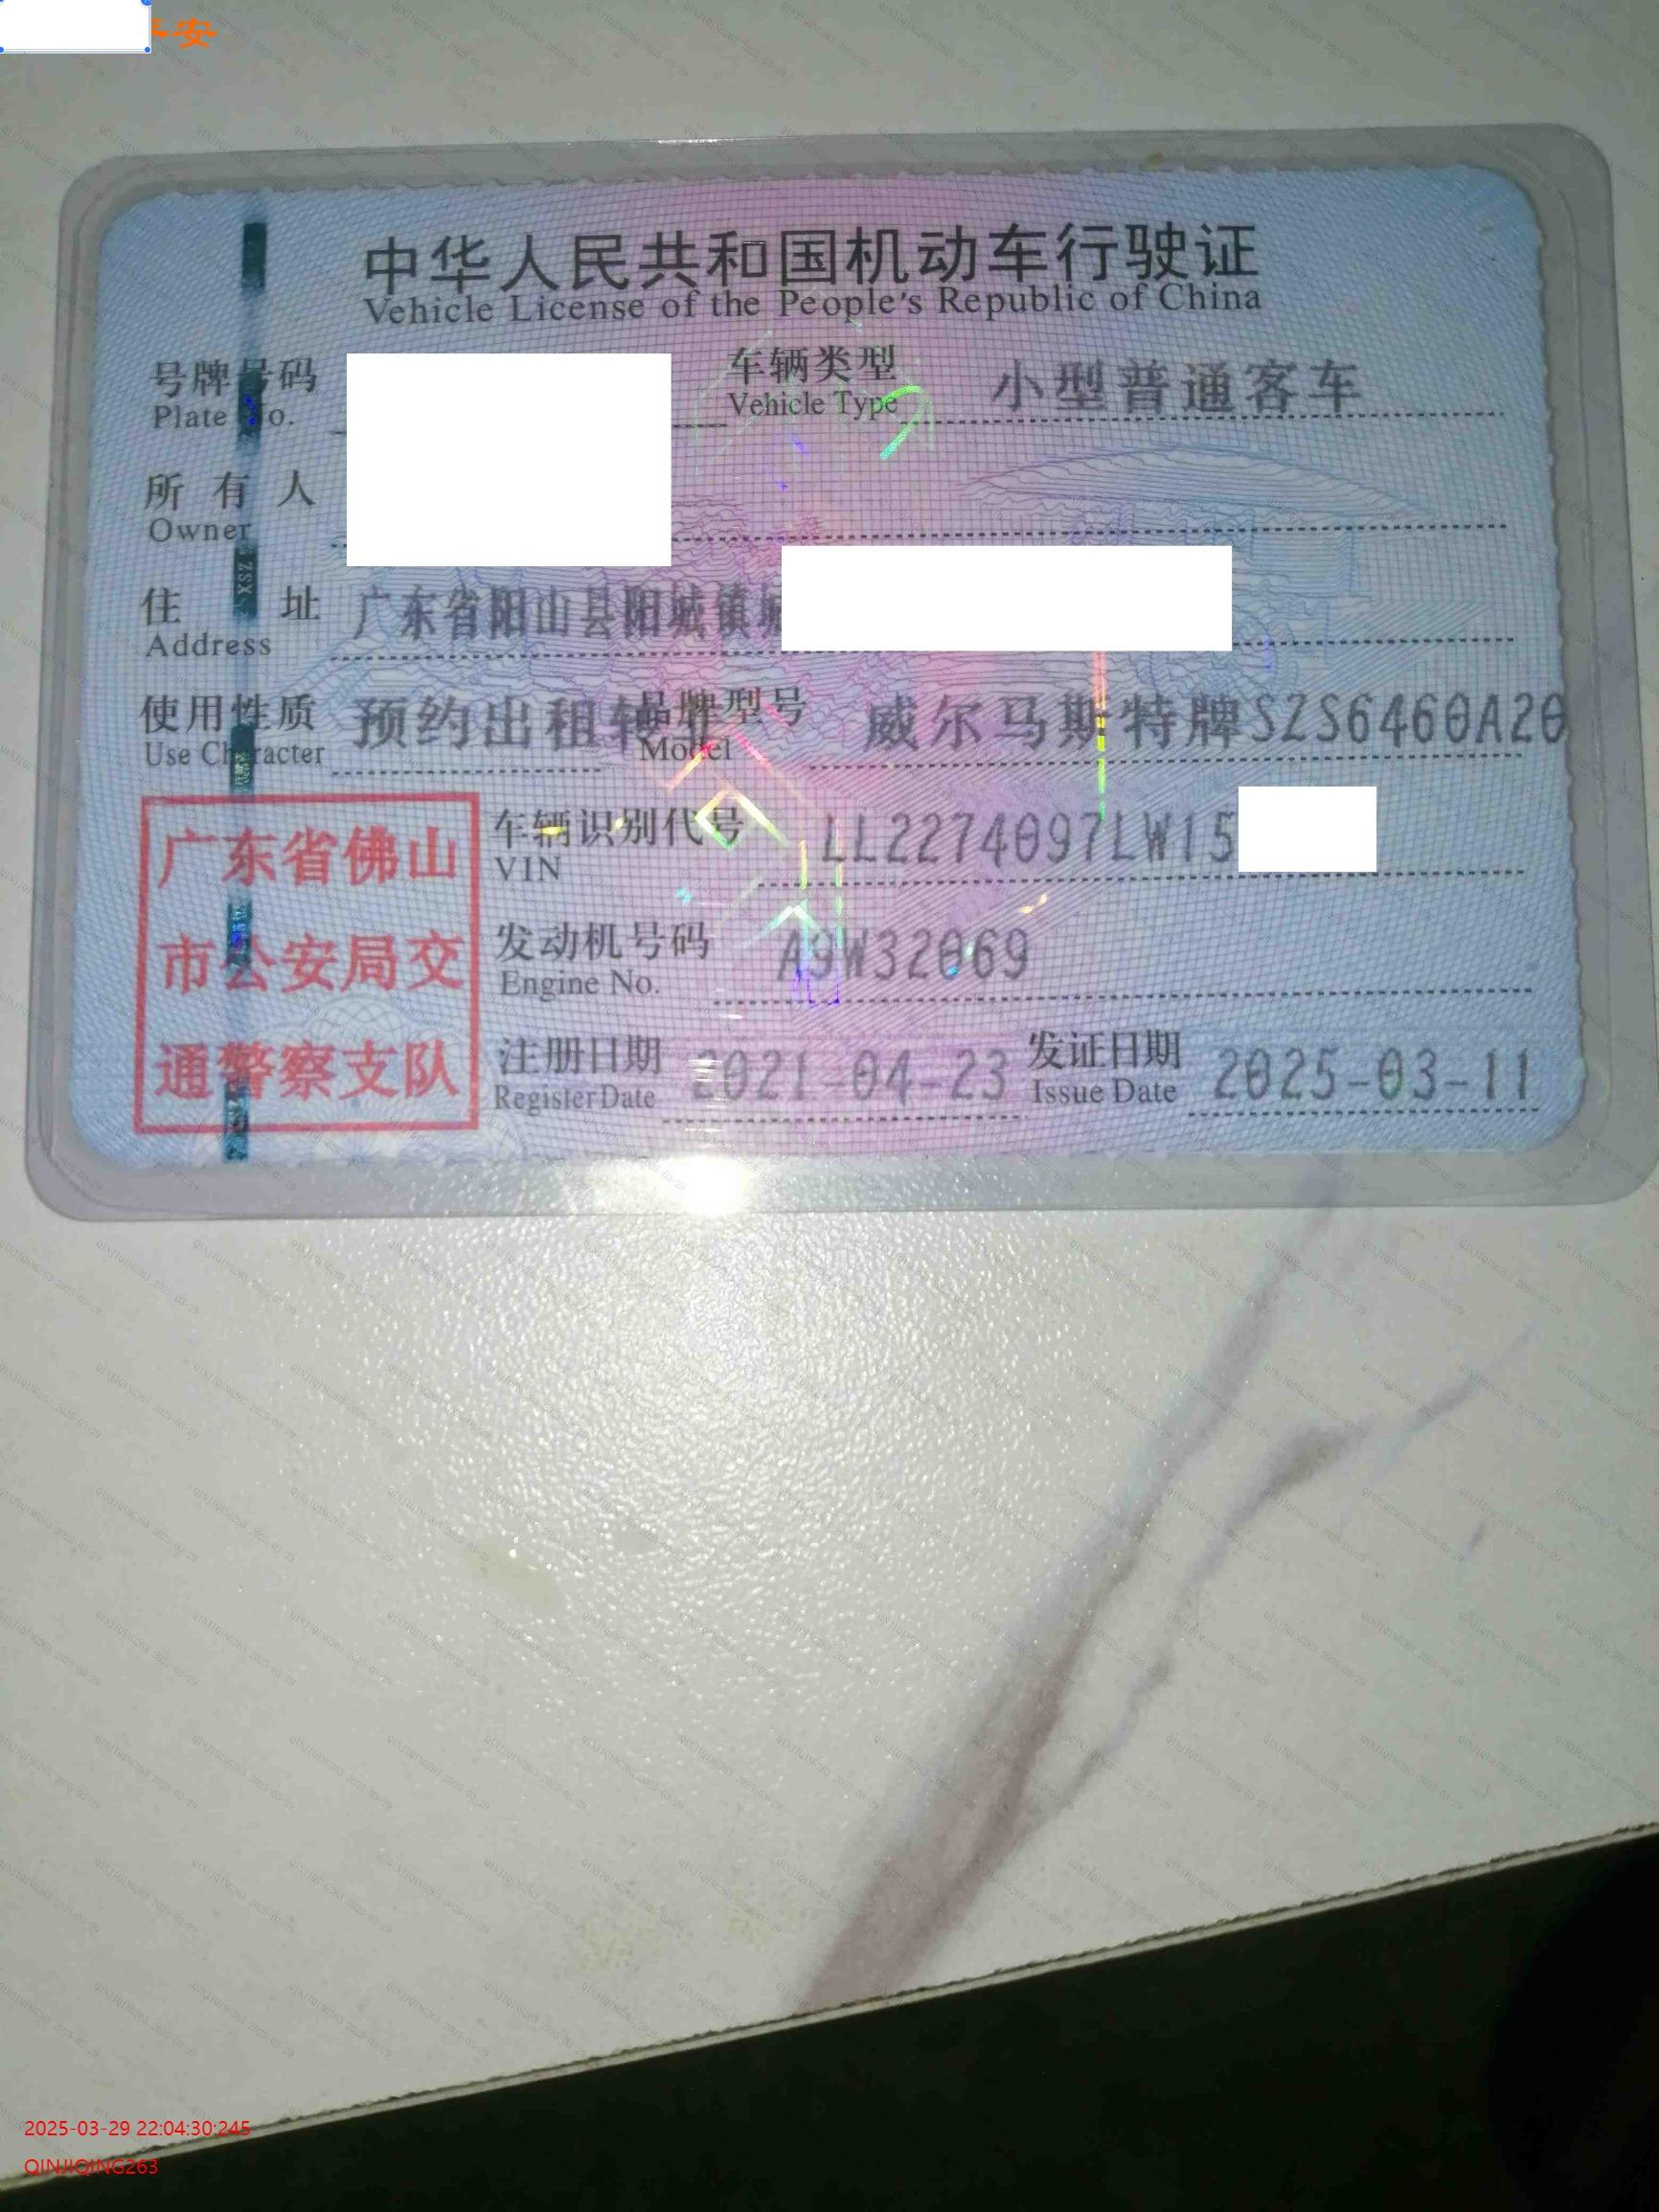 安
中华人民共和国机动车行驶证
Vehicle License of the People's Republic of China
号牌号码 车辆类型 小型普通客车
Plate No. Vehicle Type
所有人
Owner
住址 广东省阳山县阳城镇城
Address
使用性质 预约出租转非 品牌型号 威尔马斯特牌SZS6460A20
Use Character Model
广东省佛山
市公安局交
通警察支队
车辆识别代号 LL2274097LW15
VIN
发动机号码 A9W32069
Engine No.
注册日期 2021-04-23 发证日期 2025-03-11
Register Date Issue Date
2025-03-29 22:04:30:245
QINJIQING263